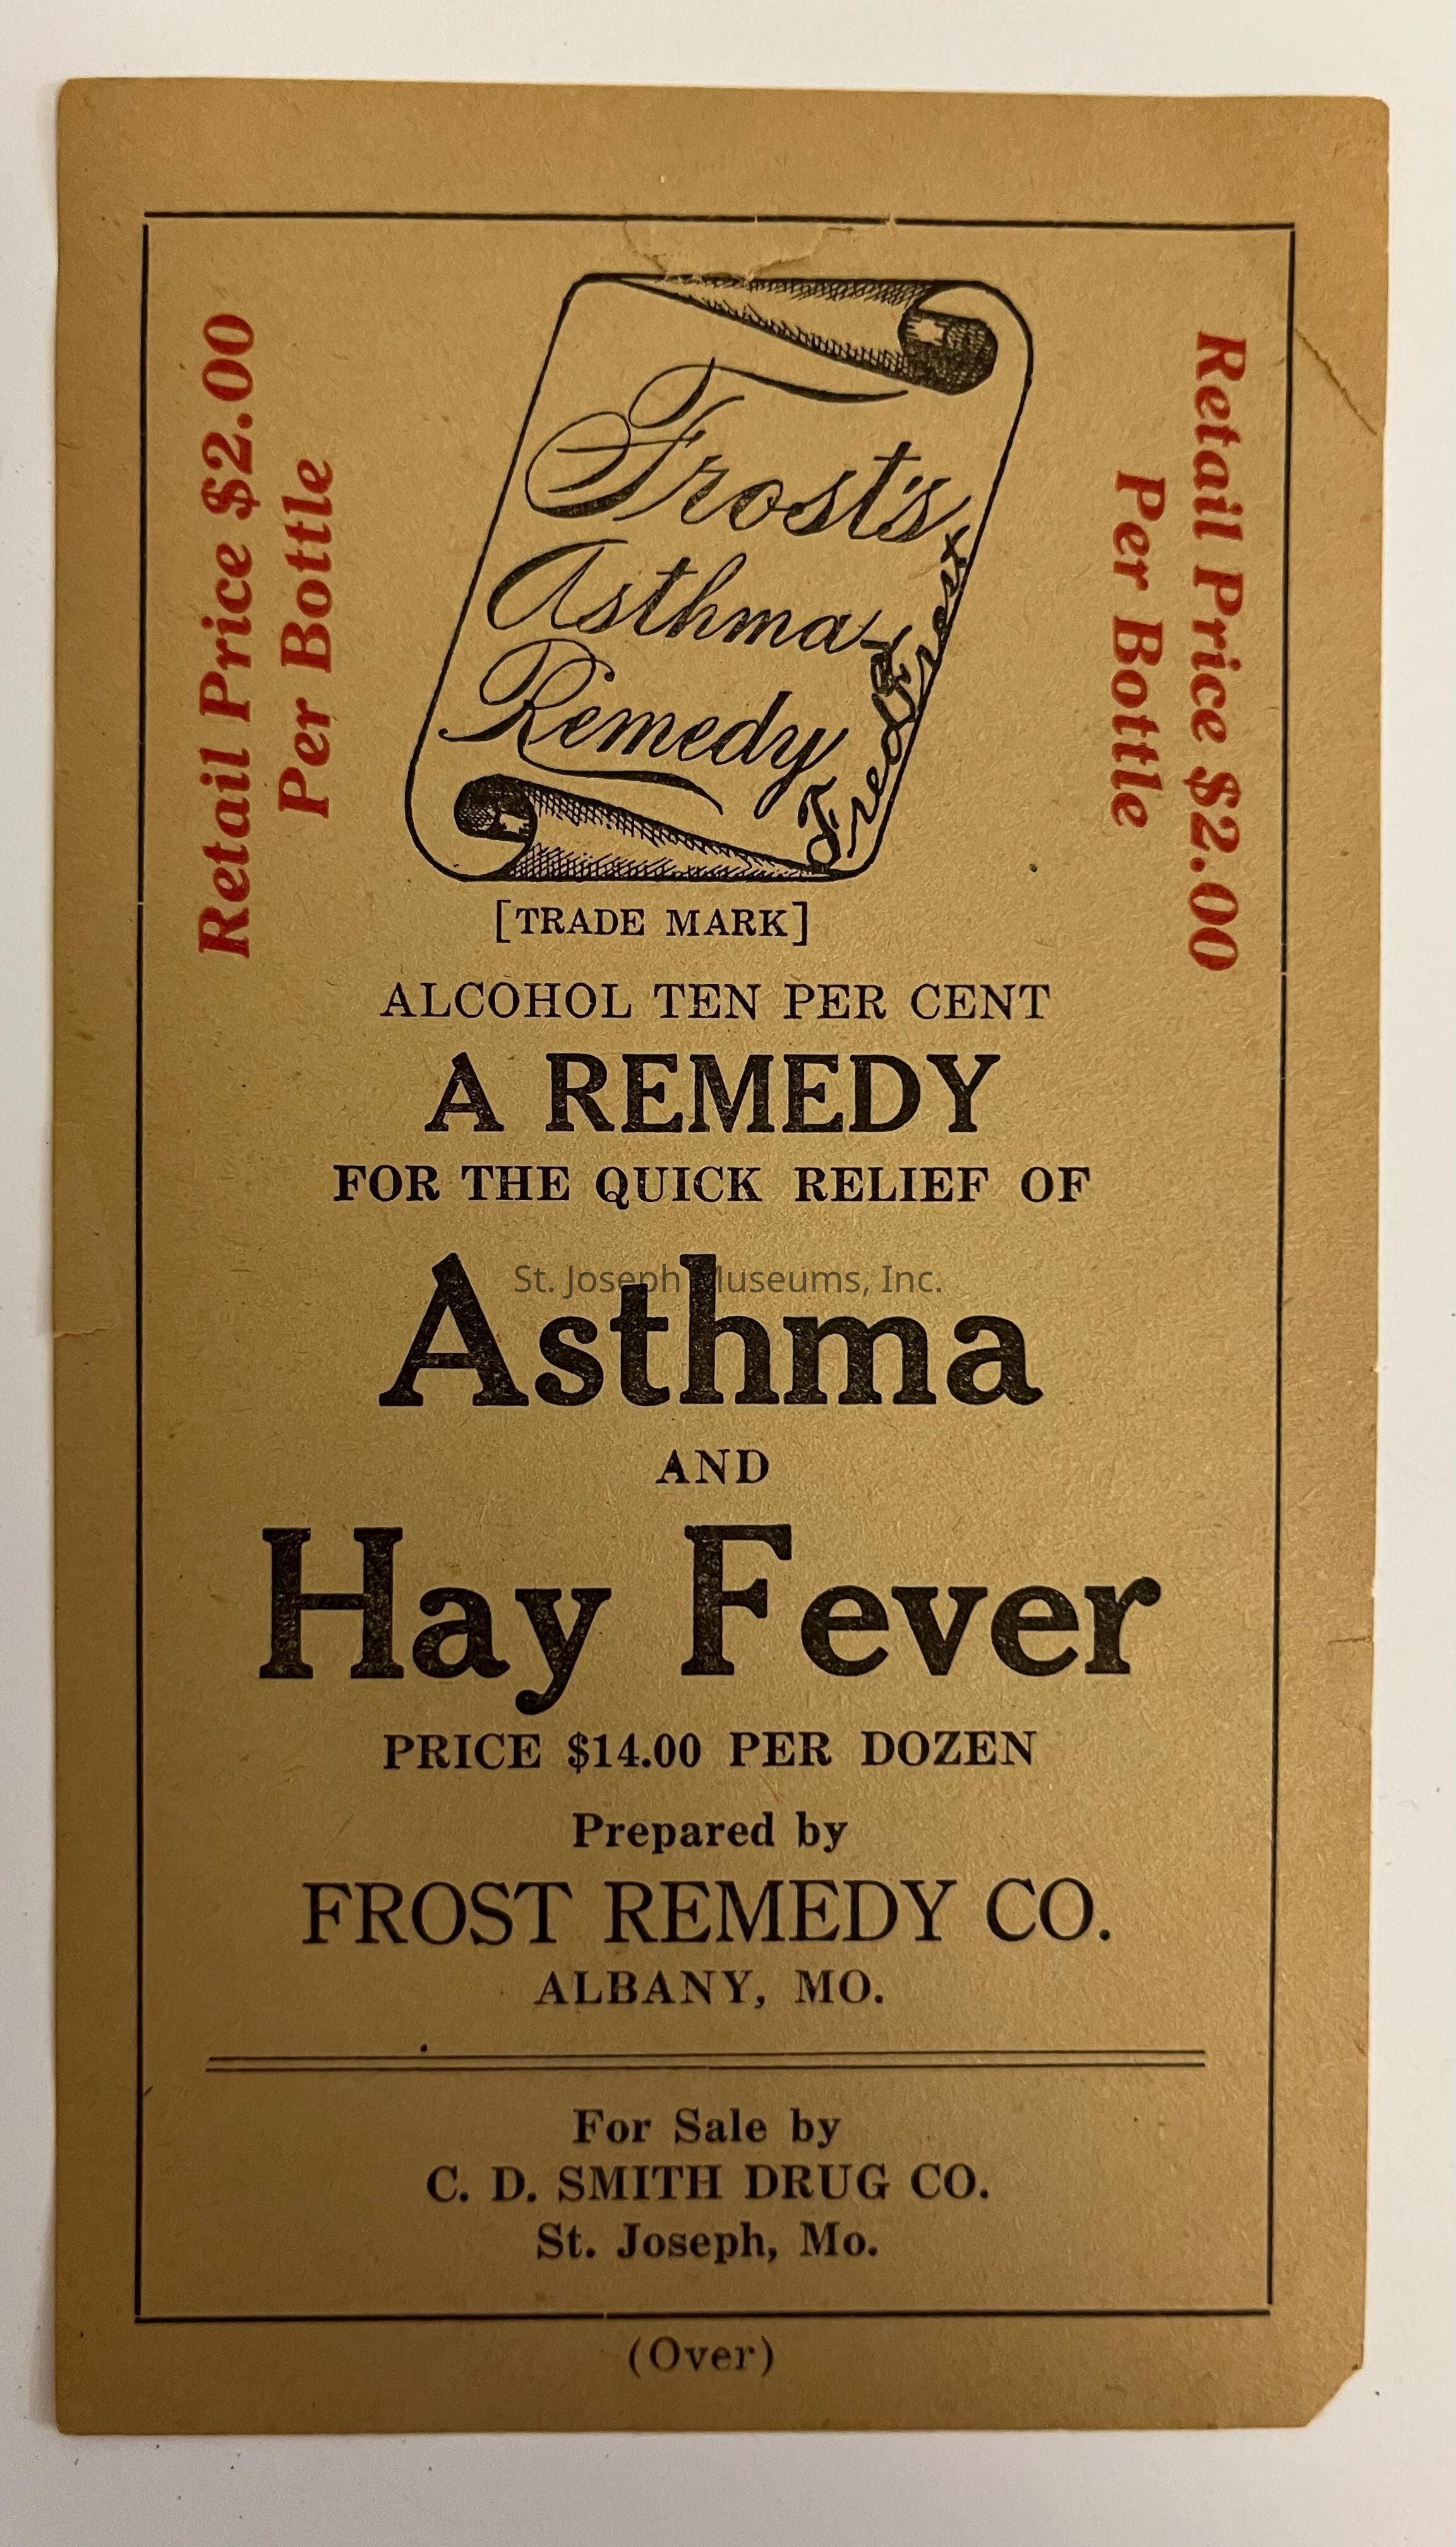 Retail Price $2.00
Per Bottle
Frost's
Asthma
Remedy
Retail Price $2.00
Per Bottle
[TRADE MARK]
ALCOHOL TEN PER CENT
A REMEDY
FOR THE QUICK RELIEF OF
St. Joseph Museums, Inc.
Asthma
AND
Hay Fever
PRICE $14.00 PER DOZEN
Prepared by
FROST REMEDY CO.
ALBANY, MO.
For Sale by
C. D. SMITH DRUG CO.
St. Joseph, Mo.
(Over)